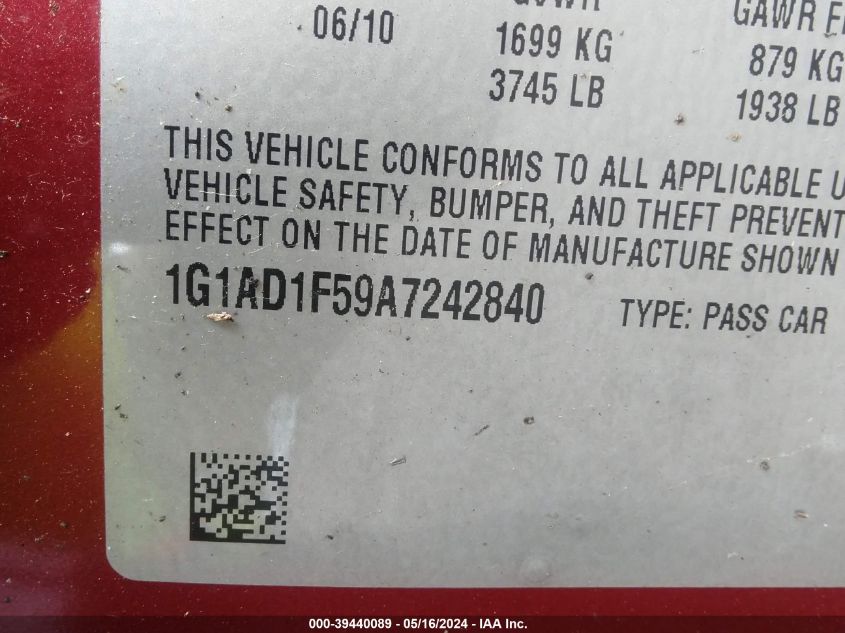 06/10
1699 KG
3745 LB
GAWR
879 KG
1938 LB
THIS VEHICLE CONFORMS TO ALL APPLICABLE
VEHICLE SAFETY, BUMPER, AND THEFT PREVENT
EFFECT ON THE DATE OF MANUFACTURE SHOWN
1G1AD1F59A7242840
TYPE: PASS CAR
000-39440089 - 05/16/2024 - IAA Inc.